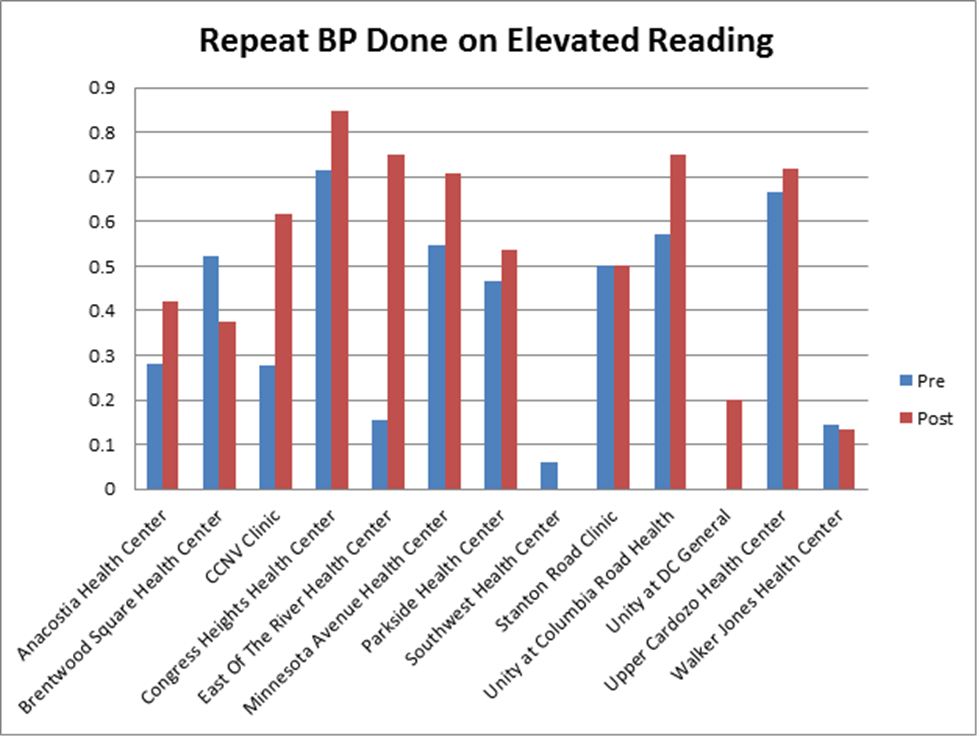 Repeat BP Done on Elevated Reading
0.9
0.8
0.7
0.6
0.5
0.4
0.3
0.2
0.1
0
Pre
Post
Anacostia Health Center
Brentwood Square Health Center
CCNV Clinic
Congress Heights Health Center
East Of The River Health Center
Minnesota Avenue Health Center
Parkside Health Center
Southwest Health Center
Stanton Road Clinic
Unity at Columbia Road Health
Unity at DC General
Upper Cardozo Health Center
Walker Jones Health Center